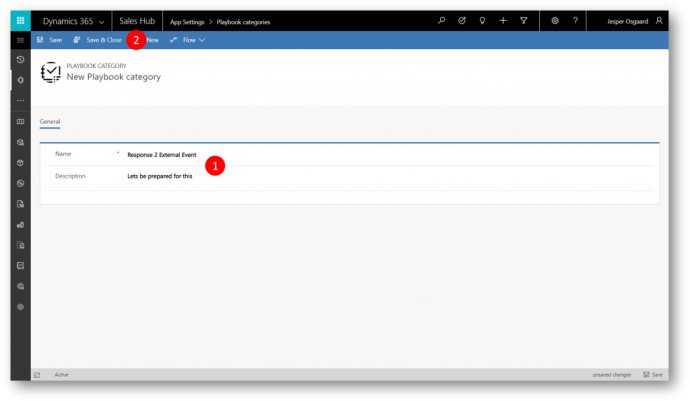 Dynamics 365 Sales Hub App Settings > Playbook categories Jesper Osgaard
Save Save & Close 2 New Flow
PLAYBOOK CATEGORY
New Playbook category
General
Name * Response 2 External Event
1
Description Lets be prepared for this
Active unsaved changes Save